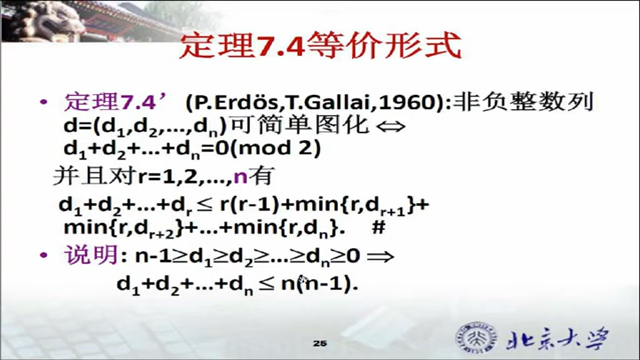 定理7.4等价形式
• 定理7.4’ (P.Erdös,T.Gallai,1960):非负整数列
d=(d₁,d₂,...,dₙ)可简单图化 ⇔
d₁+d₂+...+dₙ=0(mod 2)
并且对r=1,2,...,n有
d₁+d₂+...+dᵣ ≤ r(r-1)+min{r,dᵣ₊₁}+
min{r,dᵣ₊₂}+...+min{r,dₙ}. #
• 说明: n-1≥d₁≥d₂≥...≥dₙ≥0 ⇒
d₁+d₂+...+dₙ ≤ n(n-1).
25
北京大学